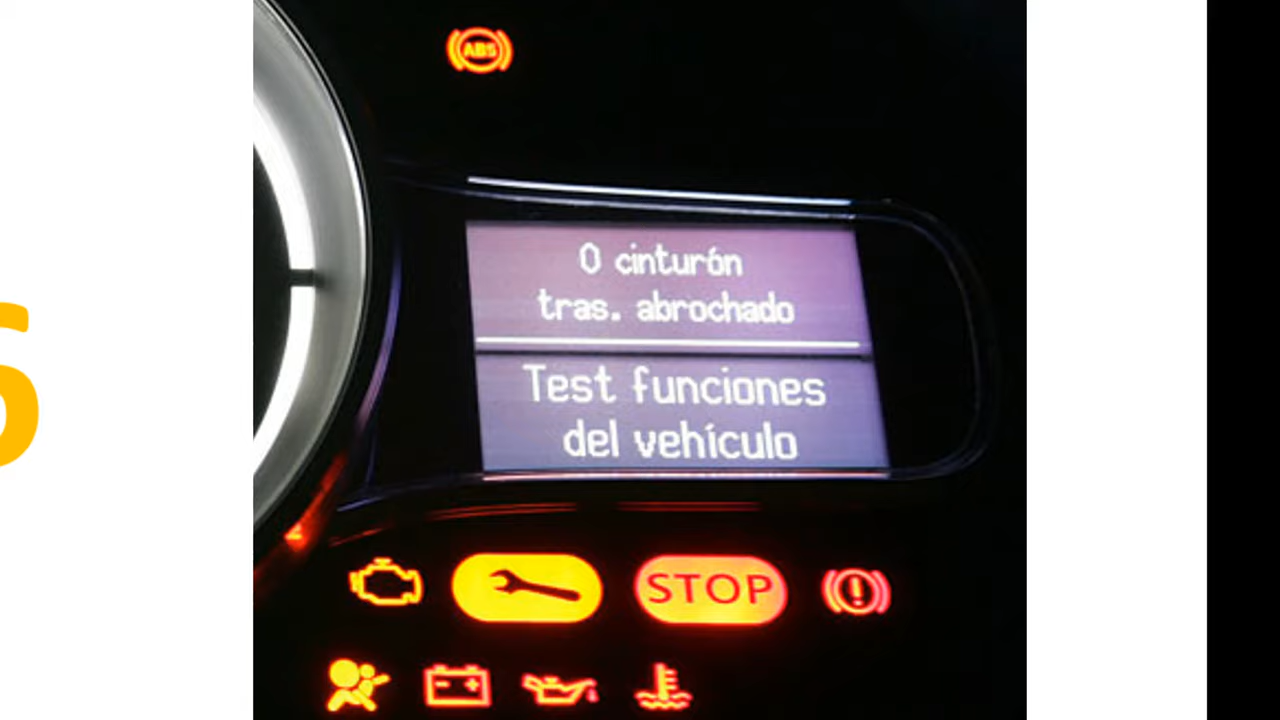 ABS
0 cinturón
tras. abrochado
Test funciones
del vehículo
STOP